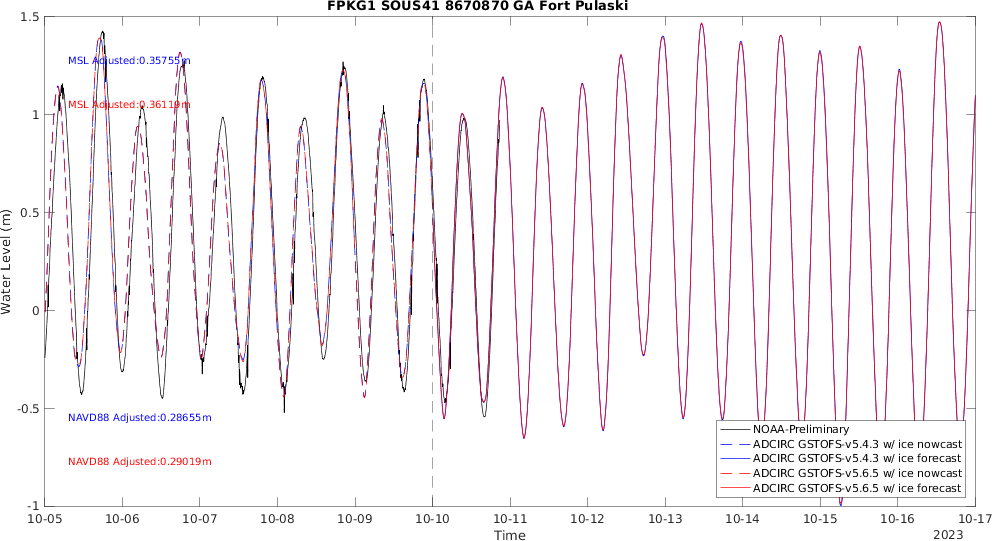 FPKG1 SOUS41 8670870 GA Fort Pulaski
1.5
1
0.5
0
-0.5
-1
Water Level (m)
MSL Adjusted:0.35755m
MSL Adjusted:0.36119m
NAVD88 Adjusted:0.28655m
NAVD88 Adjusted:0.29019m
NOAA-Preliminary
ADCIRC GSTOFS-v5.4.3 w/ ice nowcast
ADCIRC GSTOFS-v5.4.3 w/ ice forecast
ADCIRC GSTOFS-v5.6.5 w/ ice nowcast
ADCIRC GSTOFS-v5.6.5 w/ ice forecast
10-05 10-06 10-07 10-08 10-09 10-10 10-11 10-12 10-13 10-14 10-15 10-16 10-17
Time
2023